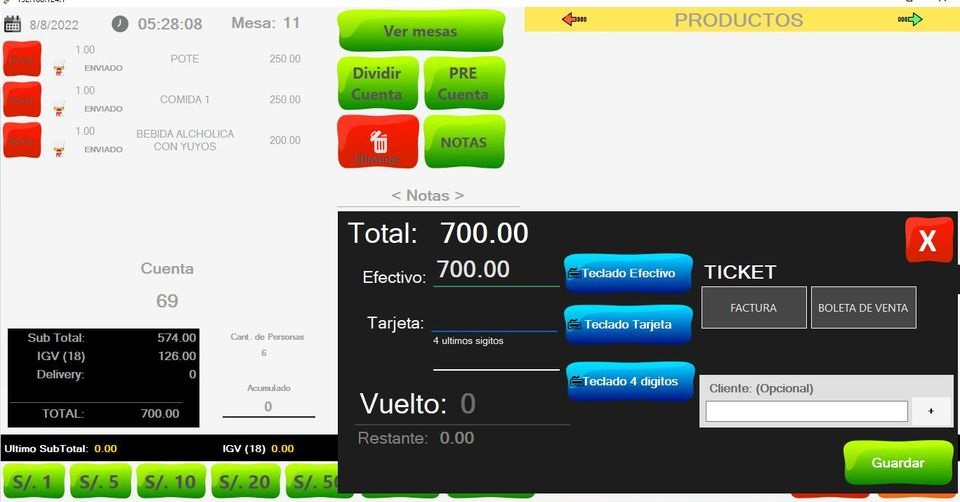 192.168.124.1
8/8/2022
05:28:08
Mesa: 11
1.00
ENVIADO
POTE
250.00
1.00
ENVIADO
COMIDA 1
250.00
1.00
ENVIADO
BEBIDA ALCHOLICA
CON YUYOS
200.00
Cuenta
69
Sub Total: 574.00
IGV (18) 126.00
Delivery: 0
TOTAL: 700.00
Cant. de Personas
6
Acumulado
0
Ultimo SubTotal: 0.00
IGV (18) 0.00
S/. 1
S/. 5
S/. 10
S/. 20
Ver mesas
Dividir
Cuenta
PRE
Cuenta
Eliminar
NOTAS
< Notas >
PRODUCTOS
Total: 700.00
Efectivo: 700.00
Teclado Efectivo
Tarjeta:
Teclado Tarjeta
4 ultimos sigitos
Teclado 4 digitos
Vuelto: 0
Restante: 0.00
X
TICKET
FACTURA
BOLETA DE VENTA
Cliente: (Opcional)
+
Guardar